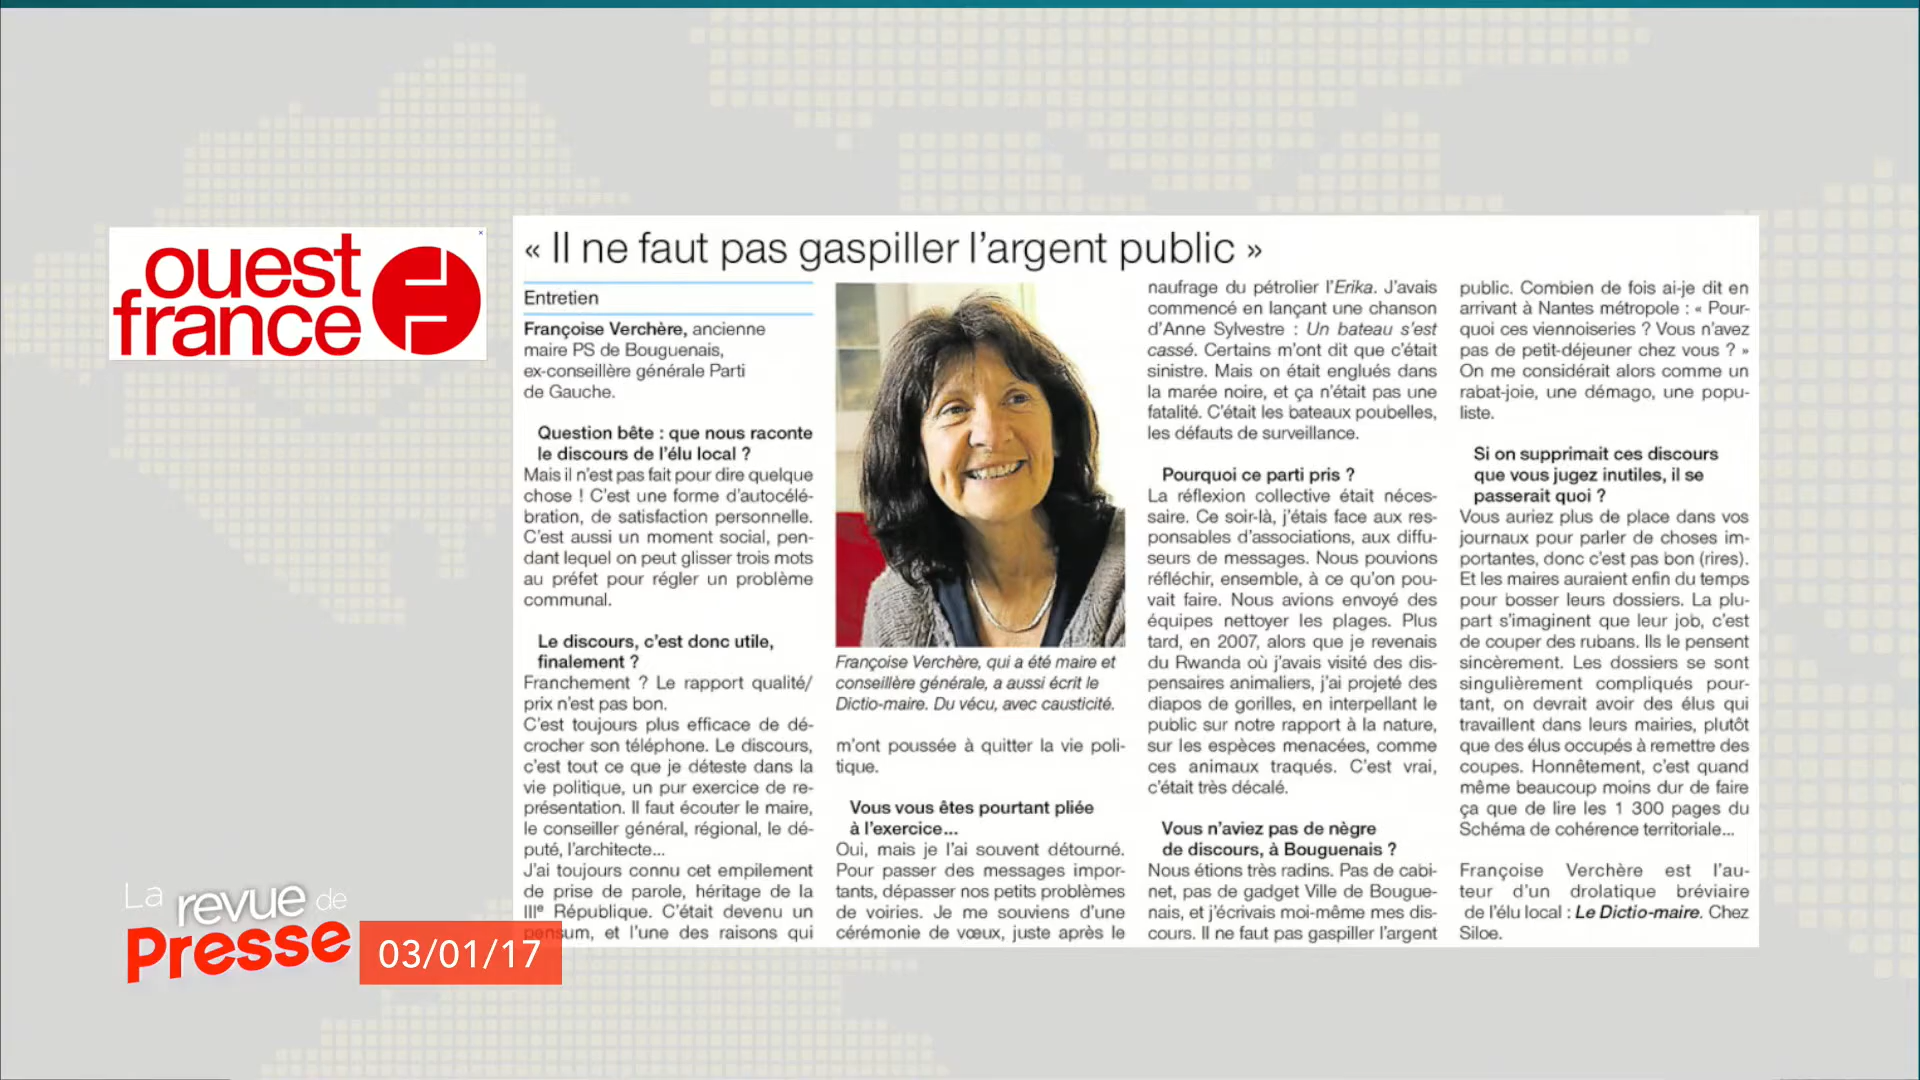 ouest
france
« Il ne faut pas gaspiller l'argent public »
Entretien
Françoise Verchère, ancienne
maire PS de Bouguenais,
ex-conseillère générale Parti
de Gauche.
Question bête : que nous raconte
le discours de l'élu local ?
Mais il n'est pas fait pour dire quelque
chose ! C'est une forme d'autocélé-
bration, de satisfaction personnelle.
C'est aussi un moment social, pen-
dant lequel on peut glisser trois mots
au préfet pour régler un problème
communal.
Le discours, c'est donc utile,
finalement ?
Franchement ? Le rapport qualité/
prix n'est pas bon.
C'est toujours plus efficace de dé-
crocher son téléphone. Le discours,
c'est tout ce que je déteste dans la
vie politique, un pur exercice de re-
présentation. Il faut écouter le maire,
le conseiller général, régional, le dé-
puté, l'architecte...
J'ai toujours connu cet empilement
de prise de parole, héritage de la
IIIe République. C'était devenu un
pensum, et l'une des raisons qui
Françoise Verchère, qui a été maire et
conseillère générale, a aussi écrit le
Dictio-maire. Du vécu, avec causticité.
m'ont poussée à quitter la vie poli-
tique.
Vous vous êtes pourtant pliée
à l'exercice...
Oui, mais je l'ai souvent détourné.
Pour passer des messages impor-
tants, dépasser nos petits problèmes
de voiries. Je me souviens d'une
cérémonie de vœux, juste après le
naufrage du pétrolier l'Erika. J'avais
commencé en lançant une chanson
d'Anne Sylvestre : Un bateau s'est
cassé. Certains m'ont dit que c'était
sinistre. Mais on était englués dans
la marée noire, et ça n'était pas une
fatalité. C'était les bateaux poubelles,
les défauts de surveillance.
Pourquoi ce parti pris ?
La réflexion collective était néces-
saire. Ce soir-là, j'étais face aux res-
ponsables d'associations, aux diffu-
seurs de messages. Nous pouvions
réfléchir, ensemble, à ce qu'on pou-
vait faire. Nous avions envoyé des
équipes nettoyer les plages. Plus
tard, en 2007, alors que je revenais
du Rwanda où j'avais visité des dis-
pensaires animaliers, j'ai projeté des
diapos de gorilles, en interpellant le
public sur notre rapport à la nature,
sur les espèces menacées, comme
ces animaux traqués. C'est vrai,
c'était très décalé.
Vous n'aviez pas de nègre
de discours, à Bouguenais ?
Nous étions très radins. Pas de cabi-
net, pas de gadget Ville de Bougue-
nais, et j'écrivais moi-même mes dis-
cours. Il ne faut pas gaspiller l'argent
public. Combien de fois ai-je dit en
arrivant à Nantes métropole : « Pour-
quoi ces viennoiseries ? Vous n'avez
pas de petit-déjeuner chez vous ? »
On me considérait alors comme un
rabat-joie, une démago, une popu-
liste.
Si on supprimait ces discours
que vous jugez inutiles, il se
passerait quoi ?
Vous auriez plus de place dans vos
journaux pour parler de choses im-
portantes, donc c'est pas bon (rires).
Et les maires auraient enfin du temps
pour bosser leurs dossiers. La plu-
part s'imaginent que leur job, c'est
de couper des rubans. Ils le pensent
sincèrement. Les dossiers se sont
singulièrement compliqués pour-
tant, on devrait avoir des élus qui
travaillent dans leurs mairies, plutôt
que des élus occupés à remettre des
coupes. Honnêtement, c'est quand
même beaucoup moins dur de faire
ça que de lire les 1 300 pages du
Schéma de cohérence territoriale...
Françoise Verchère est l'au-
teur d'un drolatique bréviaire
de l'élu local : Le Dictio-maire. Chez
Siloe.
La revue de
Presse
03/01/17